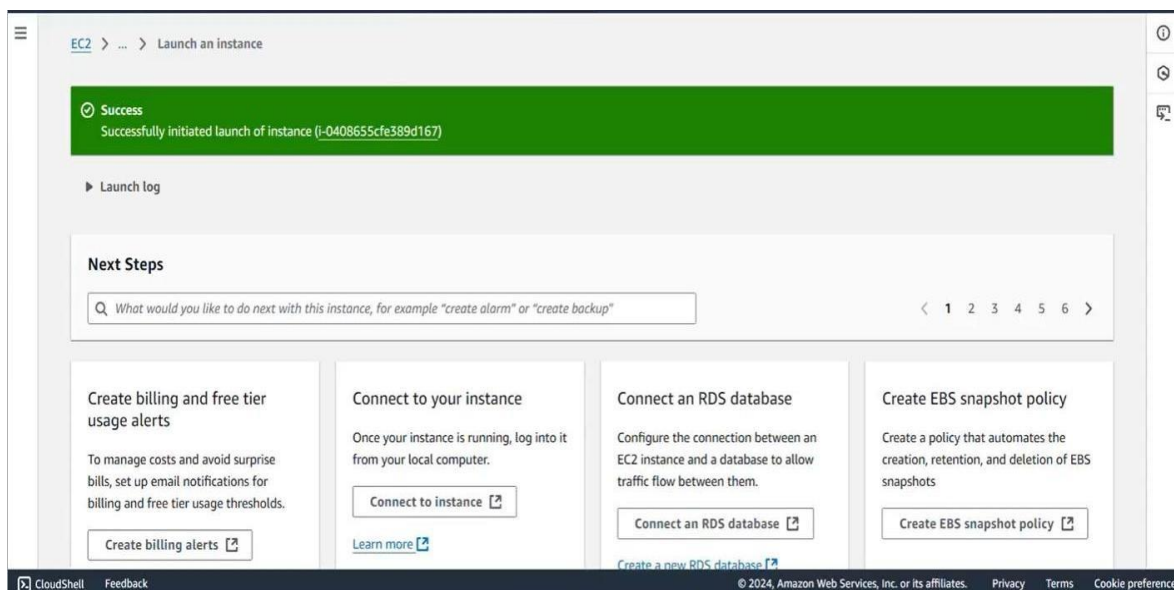 EC2 > ... > Launch an instance
Success
Successfully initiated launch of instance (i-0408655cfe389d167)
Launch log
Next Steps
What would you like to do next with this instance, for example "create alarm" or "create backup"
< 1 2 3 4 5 6 >
Create billing and free tier
usage alerts
To manage costs and avoid surprise
bills, set up email notifications for
billing and free tier usage thresholds.
Create billing alerts
Connect to your instance
Once your instance is running, log into it
from your local computer.
Connect to instance
Learn more
Connect an RDS database
Configure the connection between an
EC2 instance and a database to allow
traffic flow between them.
Connect an RDS database
Create a new RDS database
Create EBS snapshot policy
Create a policy that automates the
creation, retention, and deletion of EBS
snapshots
Create EBS snapshot policy
CloudShell Feedback © 2024, Amazon Web Services, Inc. or its affiliates. Privacy Terms Cookie preference